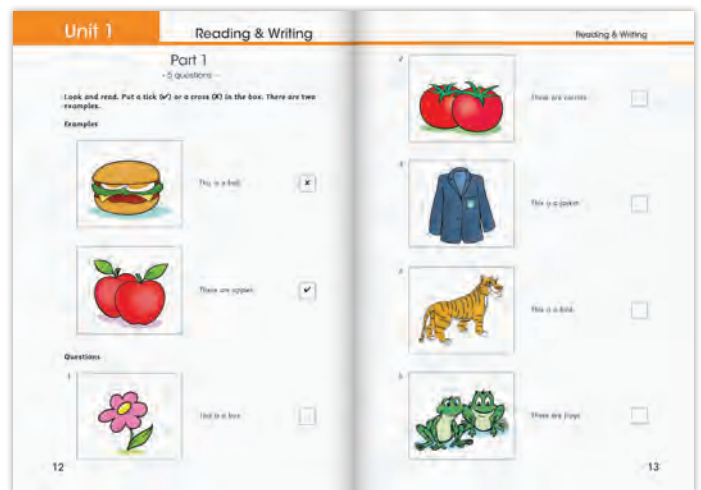 Unit 1
Reading & Writing
Part 1
- 5 questions -
Look and read. Put a tick (✔) or a cross (✘) in the box. There are two
examples.
Examples
This is a ball.
✘
These are apples.
✔
Questions
1
This is a
12
Reading & Writing
2
These are carrots.
3
This is a jacket.
4
This is a
5
These are frogs.
13